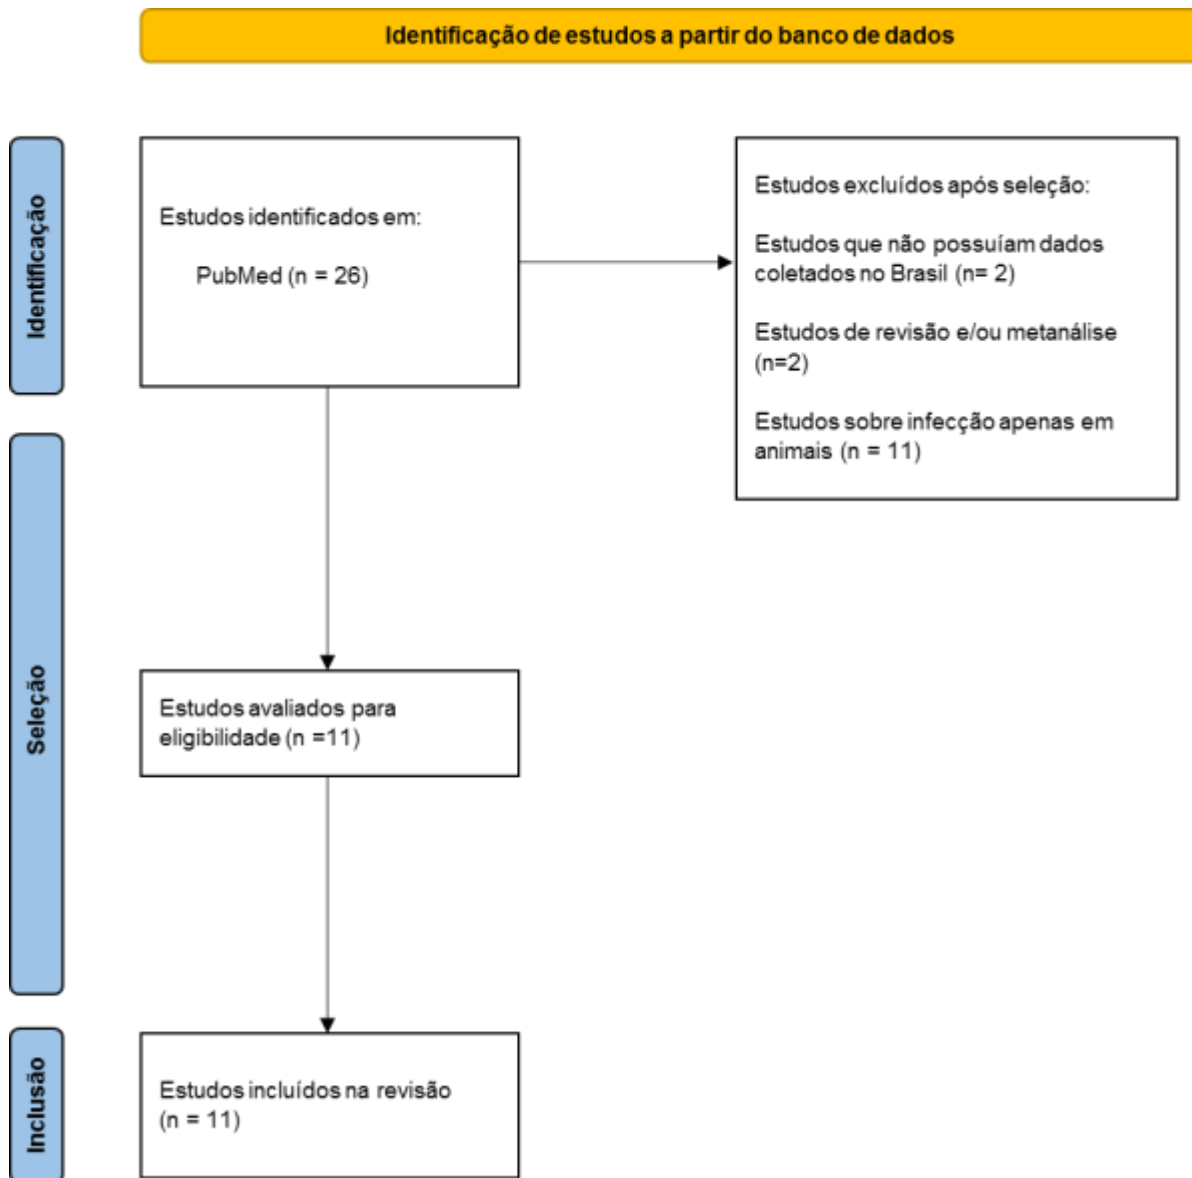 Identificação de estudos a partir do banco de dados
Identificação
Estudos identificados em:
PubMed (n = 26)
Estudos excluídos após seleção:
Estudos que não possuíam dados
coletados no Brasil (n= 2)
Estudos de revisão e/ou metanálise
(n=2)
Estudos sobre infecção apenas em
animais (n = 11)
Seleção
Estudos avaliados para
eligibilidade (n =11)
Inclusão
Estudos incluídos na revisão
(n = 11)